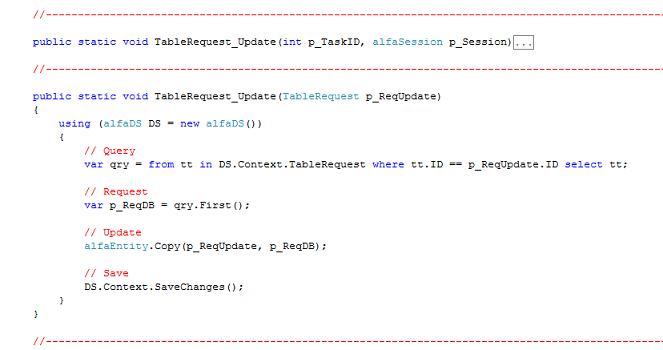 //--------------------------------------------------------------------------------------------------
public static void TableRequest_Update(int p_TaskID, alfaSession p_Session)...
//--------------------------------------------------------------------------------------------------
public static void TableRequest_Update(TableRequest p_ReqUpdate)
{
using (alfaDS DS = new alfaDS())
{
// Query
var qry = from tt in DS.Context.TableRequest where tt.ID == p_ReqUpdate.ID select tt;
// Request
var p_ReqDB = qry.First();
// Update
alfaEntity.Copy(p_ReqUpdate, p_ReqDB);
// Save
DS.Context.SaveChanges();
}
}
//--------------------------------------------------------------------------------------------------